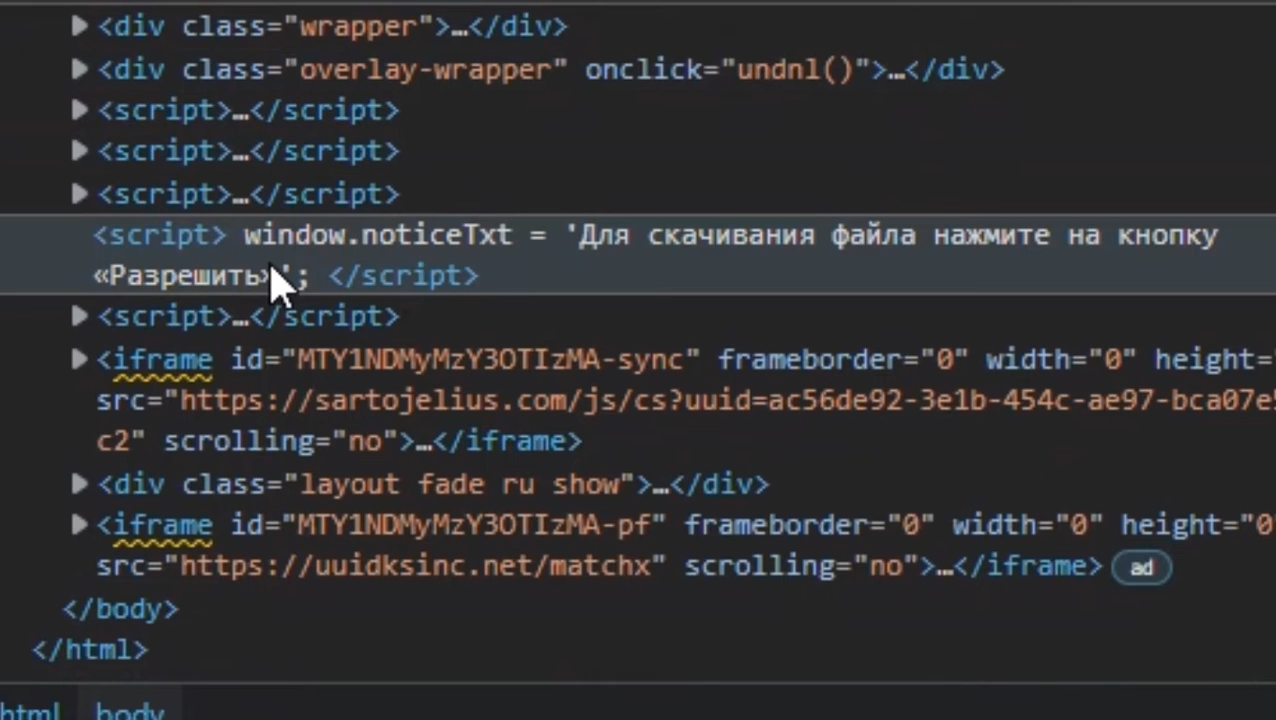 <div class="wrapper">…</div>
<div class="overlay-wrapper" onclick="undnl()">…</div>
<script>…</script>
<script>…</script>
<script>…</script>
<script> window.noticeTxt = 'Для скачивания файла нажмите на кнопку
«Разрешить»'; </script>
<script>…</script>
<iframe id="MTY1NDMyMzY3OTIzMA-sync" frameborder="0" width="0" height=
src="https://sartojelius.com/js/cs?uuid=ac56de92-3e1b-454c-ae97-bca07e
c2" scrolling="no">…</iframe>
<div class="layout fade ru show">…</div>
<iframe id="MTY1NDMyMzY3OTIzMA-pf" frameborder="0" width="0" height="0
src="https://uuidksinc.net/matchx" scrolling="no">…</iframe> ad
</body>
</html>
html body